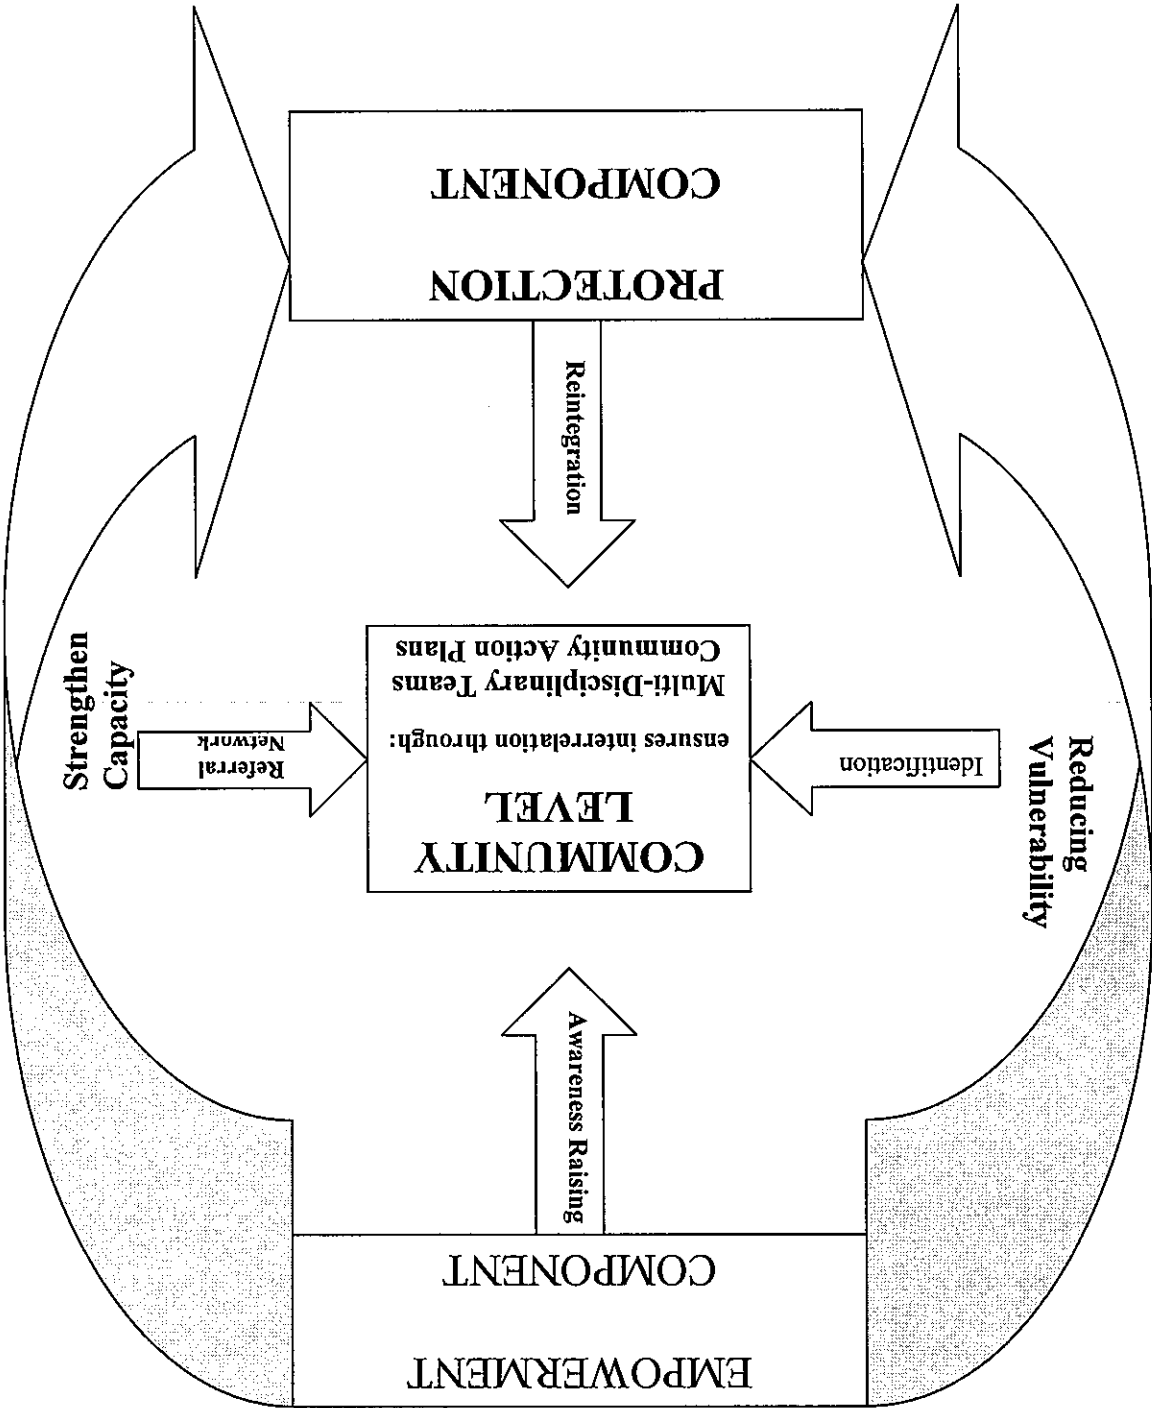 EMPOWERMENT
COMPONENT
Awareness Raising
Reducing
Vulnerability
Identification
COMMUNITY
LEVEL
ensures interrelation through:
Multi-Disciplinary Teams
Community Action Plans
Referral
Network
Strengthen
Capacity
Reintegration
PROTECTION
COMPONENT